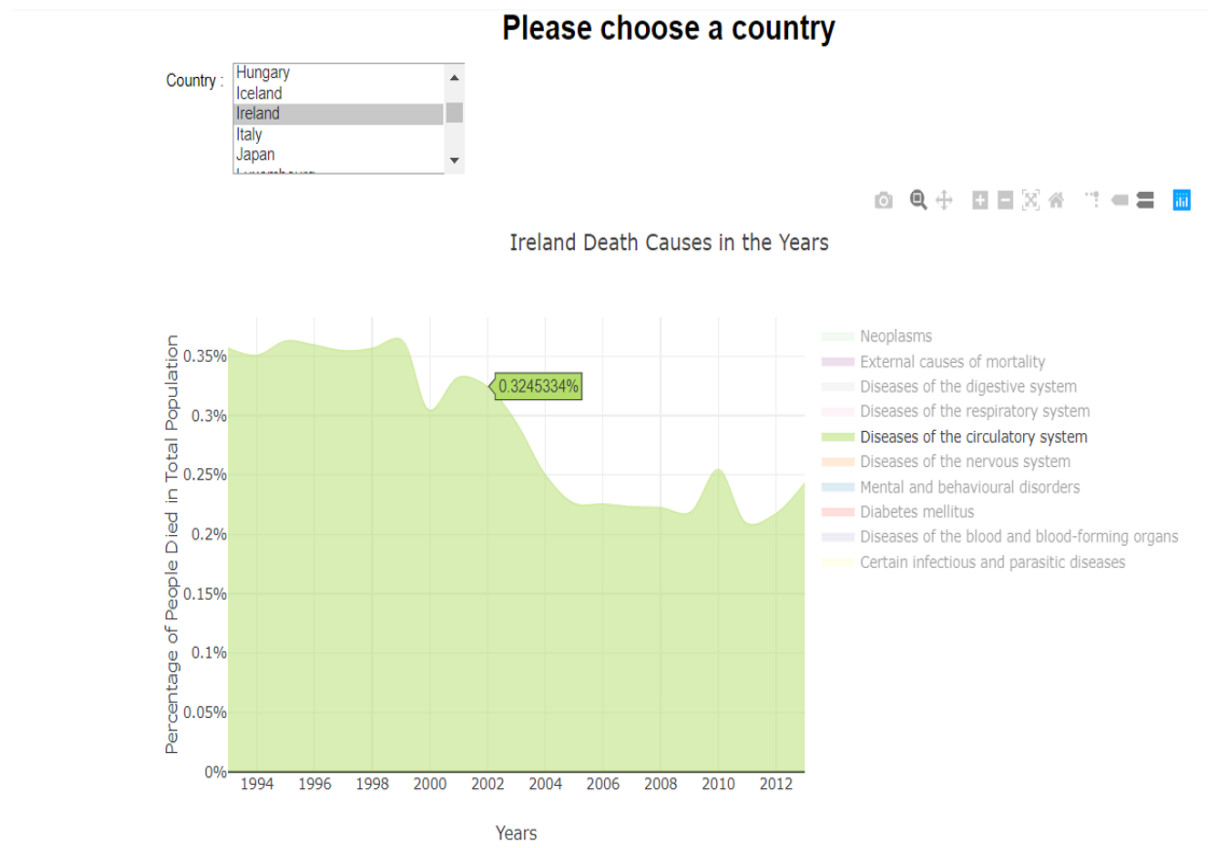 Please choose a country
Country :
Hungary
Iceland
Ireland
Italy
Japan
Luxembourg
Ireland Death Causes in the Years
Percentage of People Died in Total Population
0.35%
0.3%
0.25%
0.2%
0.15%
0.1%
0.05%
0%
0.3245334%
1994 1996 1998 2000 2002 2004 2006 2008 2010 2012
Years
Neoplasms
External causes of mortality
Diseases of the digestive system
Diseases of the respiratory system
Diseases of the circulatory system
Diseases of the nervous system
Mental and behavioural disorders
Diabetes mellitus
Diseases of the blood and blood-forming organs
Certain infectious and parasitic diseases